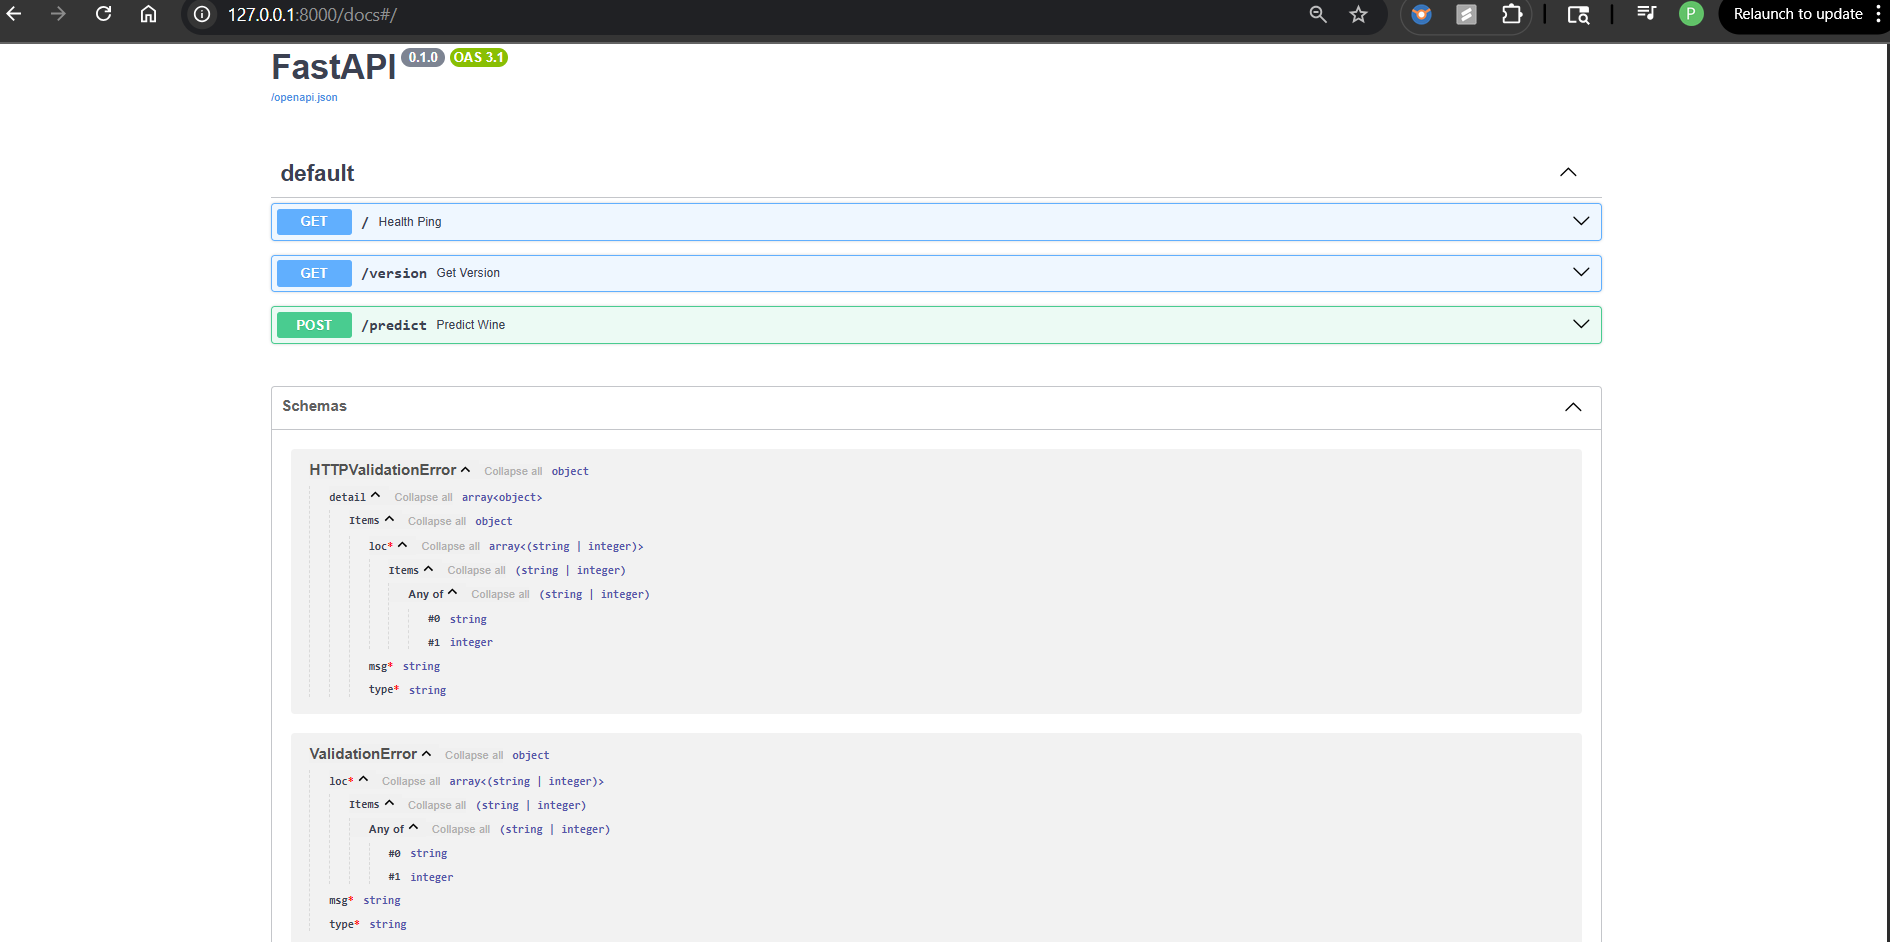 127.0.0.1:8000/docs#/
P
Relaunch to update
FastAPI 0.1.0 OAS 3.1
/openapi.json
default
GET / Health Ping
GET /version Get Version
POST /predict Predict Wine
Schemas
HTTPValidationError Collapse all object
detail Collapse all array<object>
Items Collapse all object
loc* Collapse all array<(string | integer)>
Items Collapse all (string | integer)
Any of Collapse all (string | integer)
#0 string
#1 integer
msg* string
type* string
ValidationError Collapse all object
loc* Collapse all array<(string | integer)>
Items Collapse all (string | integer)
Any of Collapse all (string | integer)
#0 string
#1 integer
msg* string
type* string